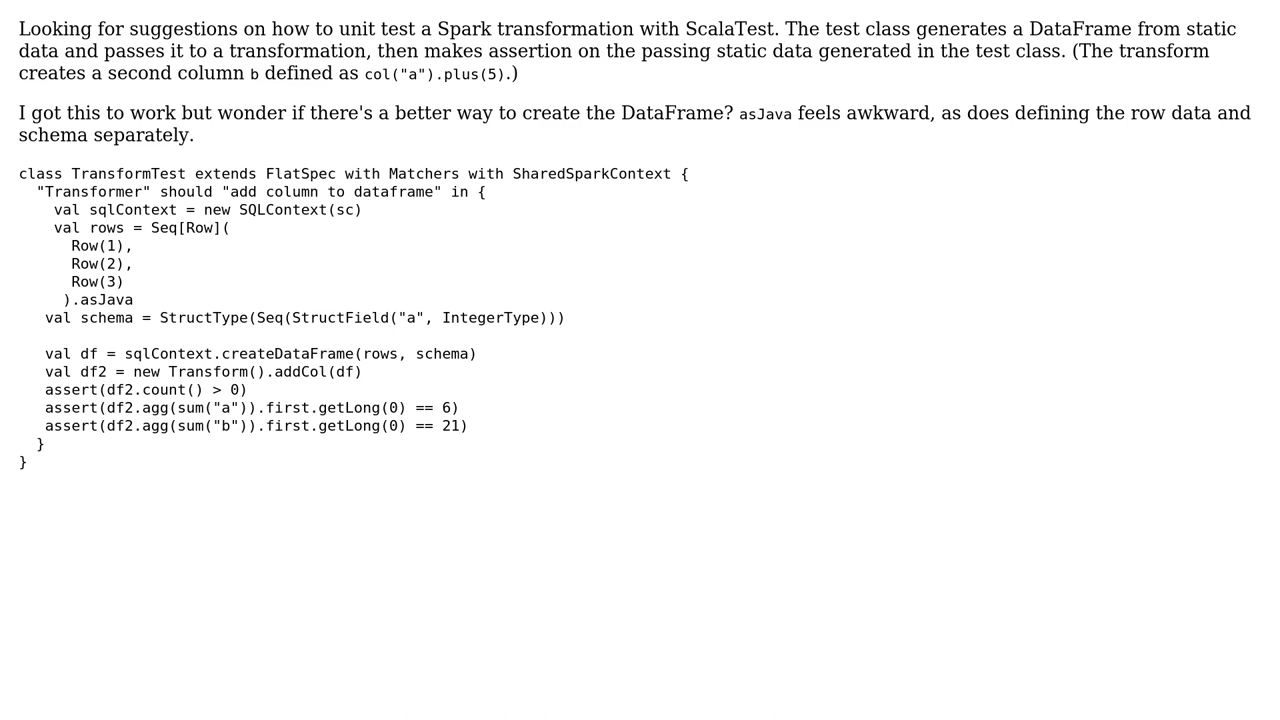 Looking for suggestions on how to unit test a Spark transformation with ScalaTest. The test class generates a DataFrame from static
data and passes it to a transformation, then makes assertion on the passing static data generated in the test class. (The transform
creates a second column b defined as col("a").plus(5).)
I got this to work but wonder if there's a better way to create the DataFrame? asJava feels awkward, as does defining the row data and
schema separately.
class TransformTest extends FlatSpec with Matchers with SharedSparkContext {
  "Transformer" should "add column to dataframe" in {
    val sqlContext = new SQLContext(sc)
    val rows = Seq[Row](
      Row(1),
      Row(2),
      Row(3)
     ).asJava
   val schema = StructType(Seq(StructField("a", IntegerType)))
   val df = sqlContext.createDataFrame(rows, schema)
   val df2 = new Transform().addCol(df)
   assert(df2.count() > 0)
   assert(df2.agg(sum("a")).first.getLong(0) == 6)
   assert(df2.agg(sum("b")).first.getLong(0) == 21)
  }
}